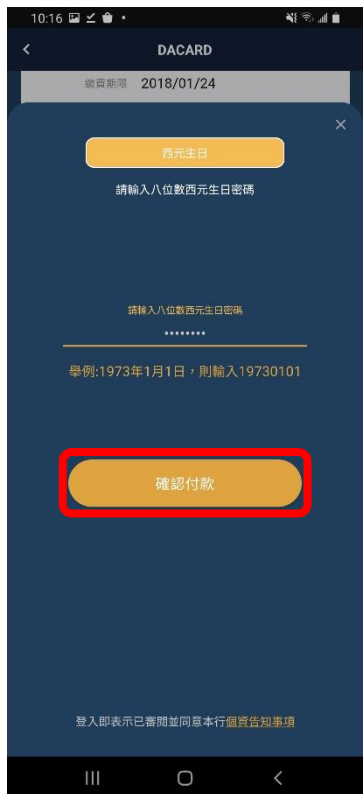 10:16
DACARD
繳費期限 2018/01/24
西元生日
請輸入八位數西元生日密碼
請輸入八位數西元生日密碼
••••••••
舉例:1973年1月1日，則輸入19730101
確認付款
登入即表示已審閱並同意本行個資告知事項